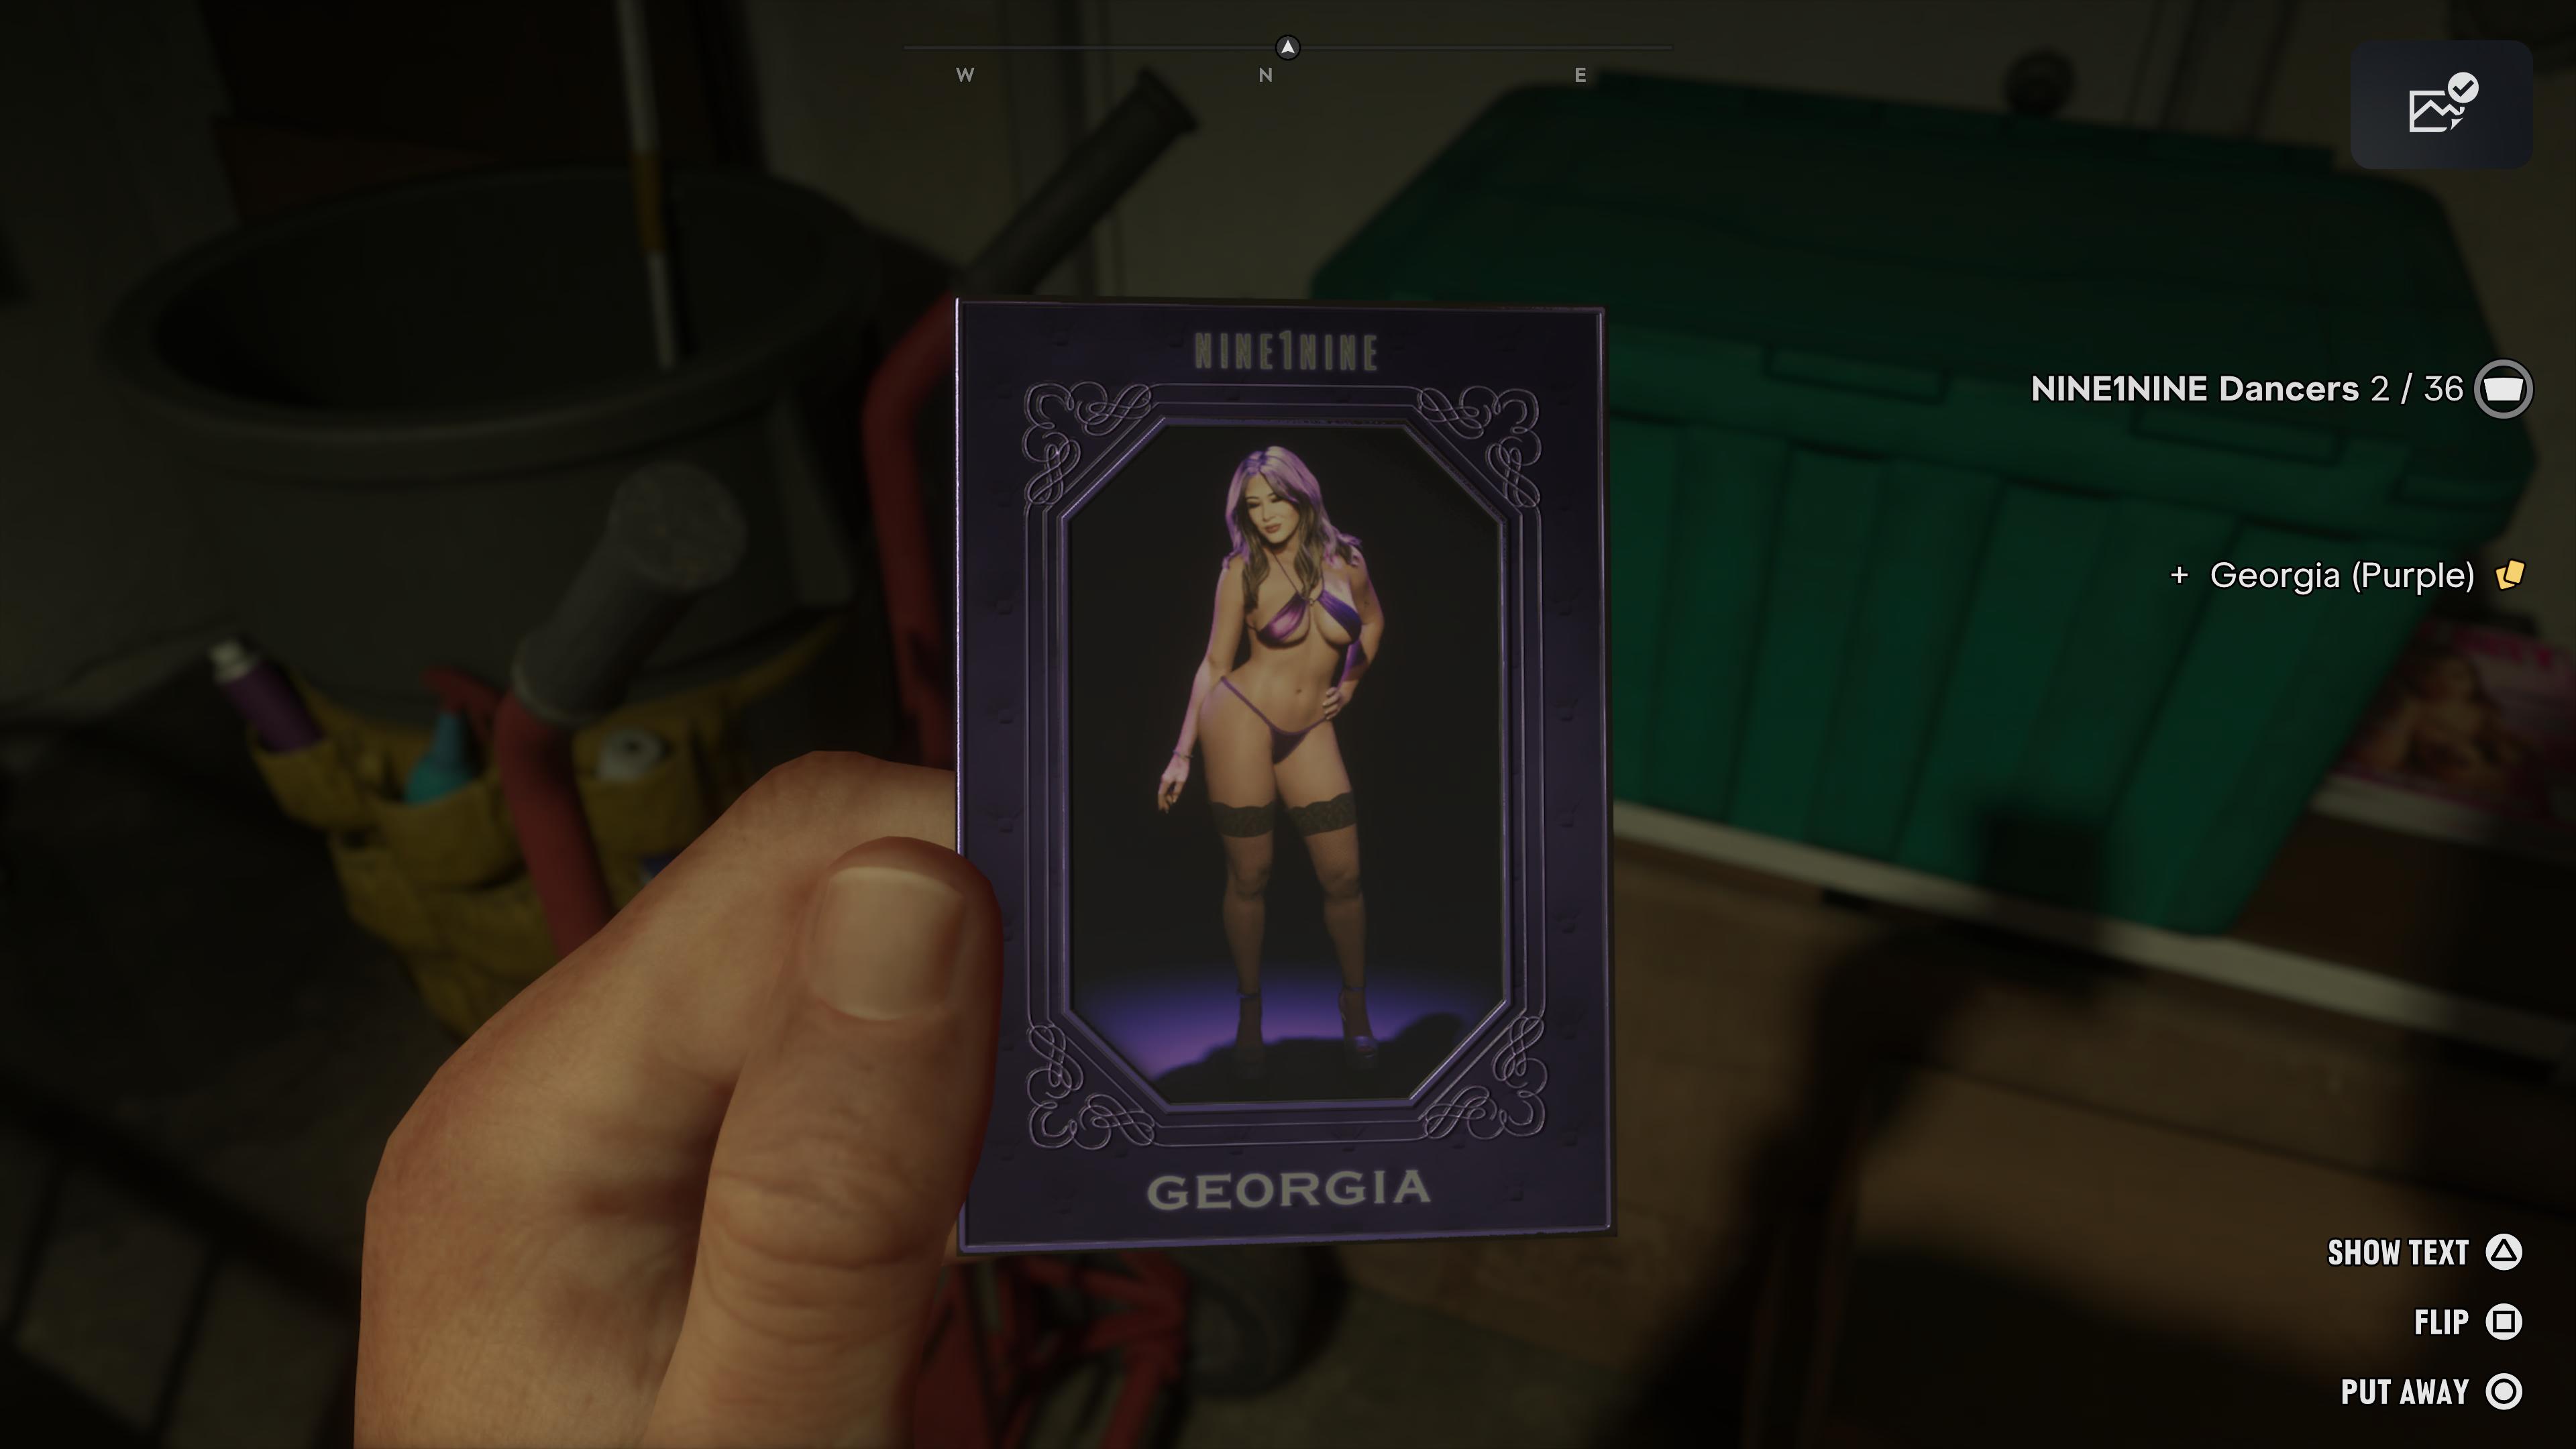 W N E
NINE1NINE
NINE1NINE Dancers 2 / 36
+ Georgia (Purple)
GEORGIA
SHOW TEXT
FLIP
PUT AWAY